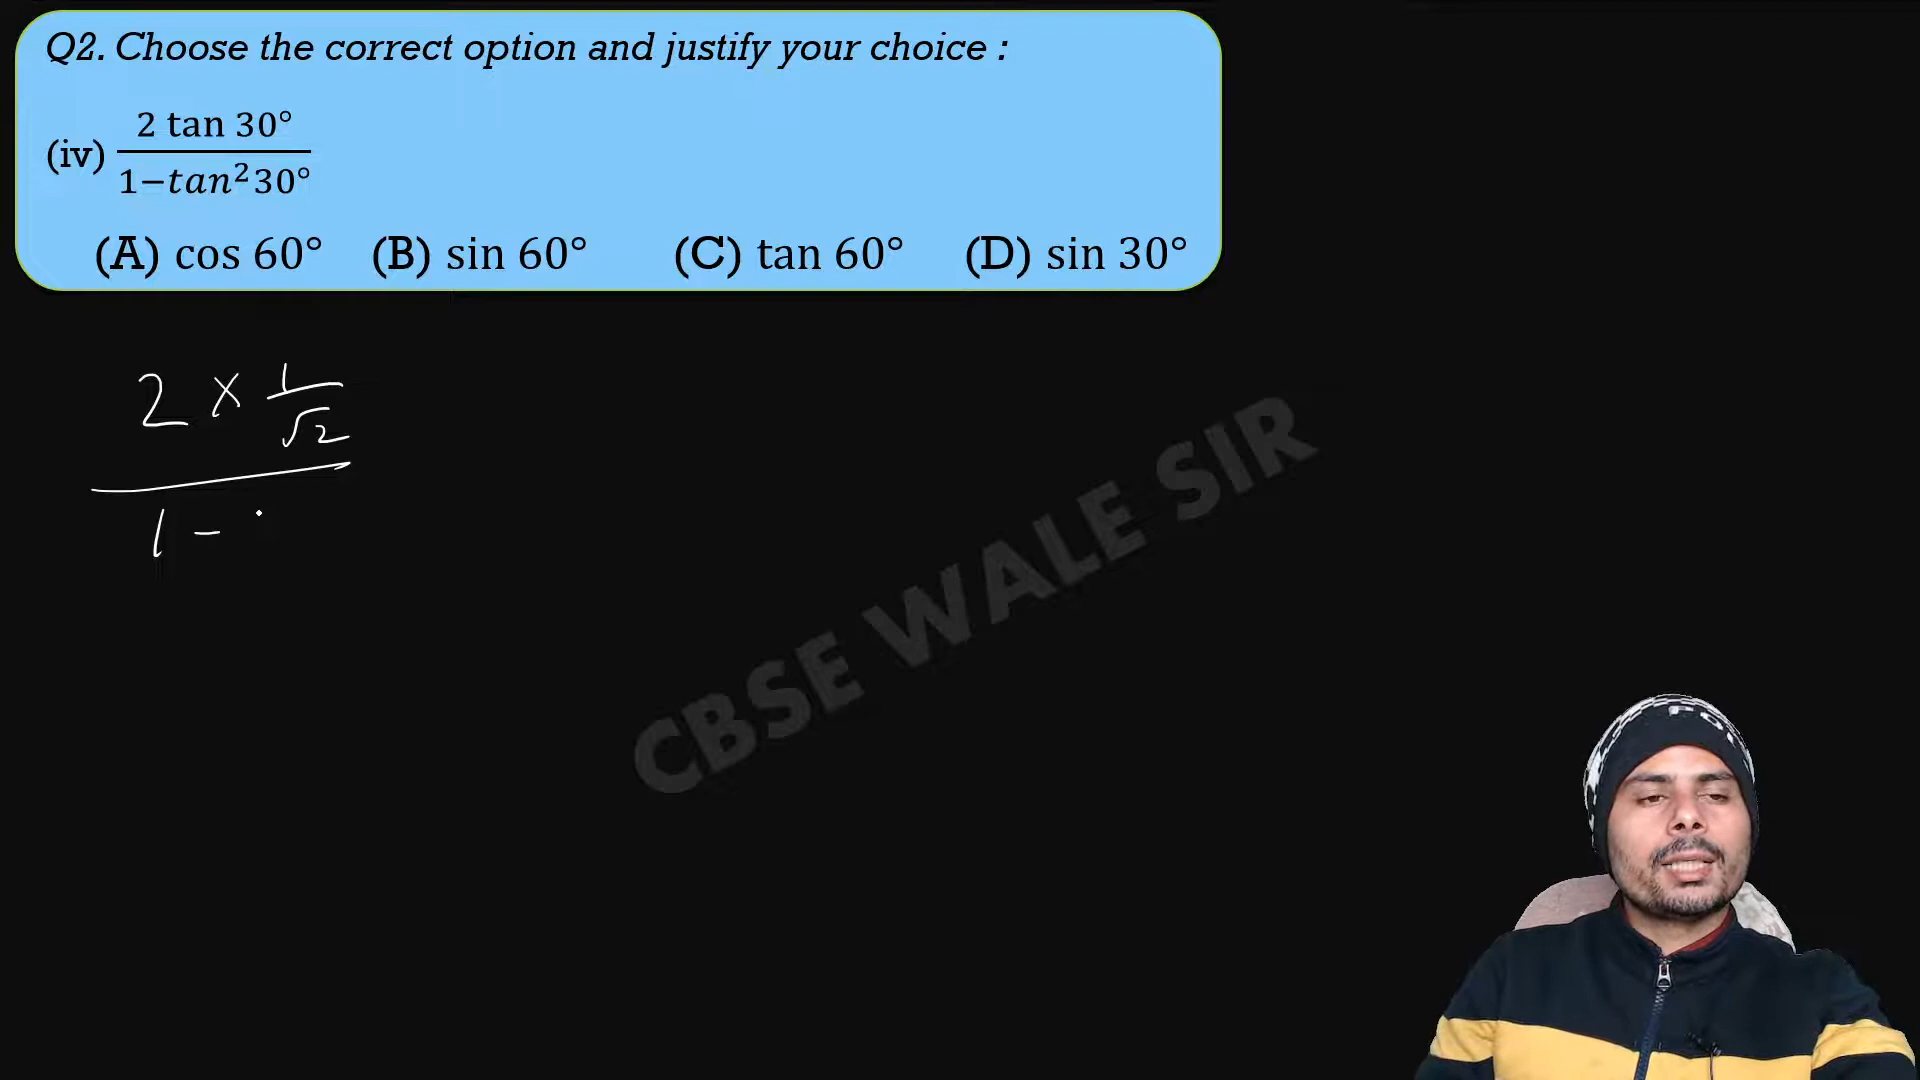 Q2. Choose the correct option and justify your choice :
(iv) 2 tan 30° / 1−tan²30°
(A) cos 60° (B) sin 60° (C) tan 60° (D) sin 30°
2 × 1/√2
1 −
CBSE WALE SIR